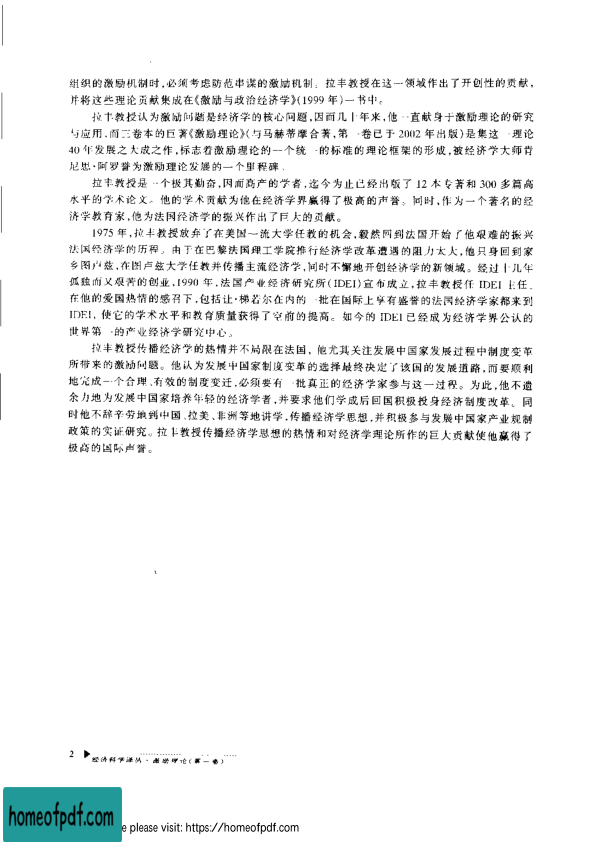 组织的激励机制时,必须考虑防范串谋的激励机制。拉丰教授在这一领域作出了开创性的贡献,
并将这些理论贡献集成在《激励与政治经济学》(1999年)一书中。
拉丰教授认为激励问题是经济学的核心问题,因而几十年来,他一直献身于激励理论的研究
与应用,而三卷本的巨著《激励理论》(与马赫蒂摩合著,第一卷已于2002年出版)是集这一理论
40年发展之大成之作,标志着激励理论的一个统一的标准的理论框架的形成,被经济学大师肯
尼思·阿罗誉为激励理论发展的一个里程碑。
拉丰教授是一个极其勤奋,因而高产的学者,迄今为止已经出版了12本专著和300多篇高
水平的学术论文。他的学术贡献为他在经济学界赢得了极高的声誉。同时,作为一个著名的经
济学教育家,他为法国经济学的振兴作出了巨大的贡献。
1975年,拉丰教授放弃了在美国一流大学任教的机会,毅然回到法国开始了他艰难的振兴
法国经济学的历程。由于在巴黎法国理工学院推行经济学改革遭遇的阻力太大,他只身回到家
乡图卢兹,在图卢兹大学任教并传播主流经济学,同时不懈地开创经济学的新领域。经过十几年
孤独而又艰苦的创业,1990年,法国产业经济研究所(IDEI)宣布成立,拉丰教授任IDEI主任。
在他的爱国热情的感召下,包括让·梯若尔在内的一批在国际上享有盛誉的法国经济学家都来到
IDEI,使它的学术水平和教育质量获得了空前的提高。如今的IDEI已经成为经济学界公认的
世界第一的产业经济学研究中心。
拉丰教授传播经济学的热情并不局限在法国,他尤其关注发展中国家发展过程中制度变革
所带来的激励问题。他认为发展中国家制度变革的选择最终决定了该国的发展道路,而要顺利
地完成一个合理、有效的制度变迁,必须要有一批真正的经济学家参与这一过程。为此,他不遗
余力地为发展中国家培养年轻的经济学者,并要求他们学成后回国积极投身经济制度改革。同
时他不辞辛劳地到中国、拉美、非洲等地讲学,传播经济学思想,并积极参与发展中国家产业规制
政策的实证研究。拉丰教授传播经济学思想的热情和对经济学理论所作的巨大贡献使他赢得了
极高的国际声誉。
2 ▶ 经济科学译丛·激励理论(第一卷)
homeofpdf.com
e please visit: https://homeofpdf.com